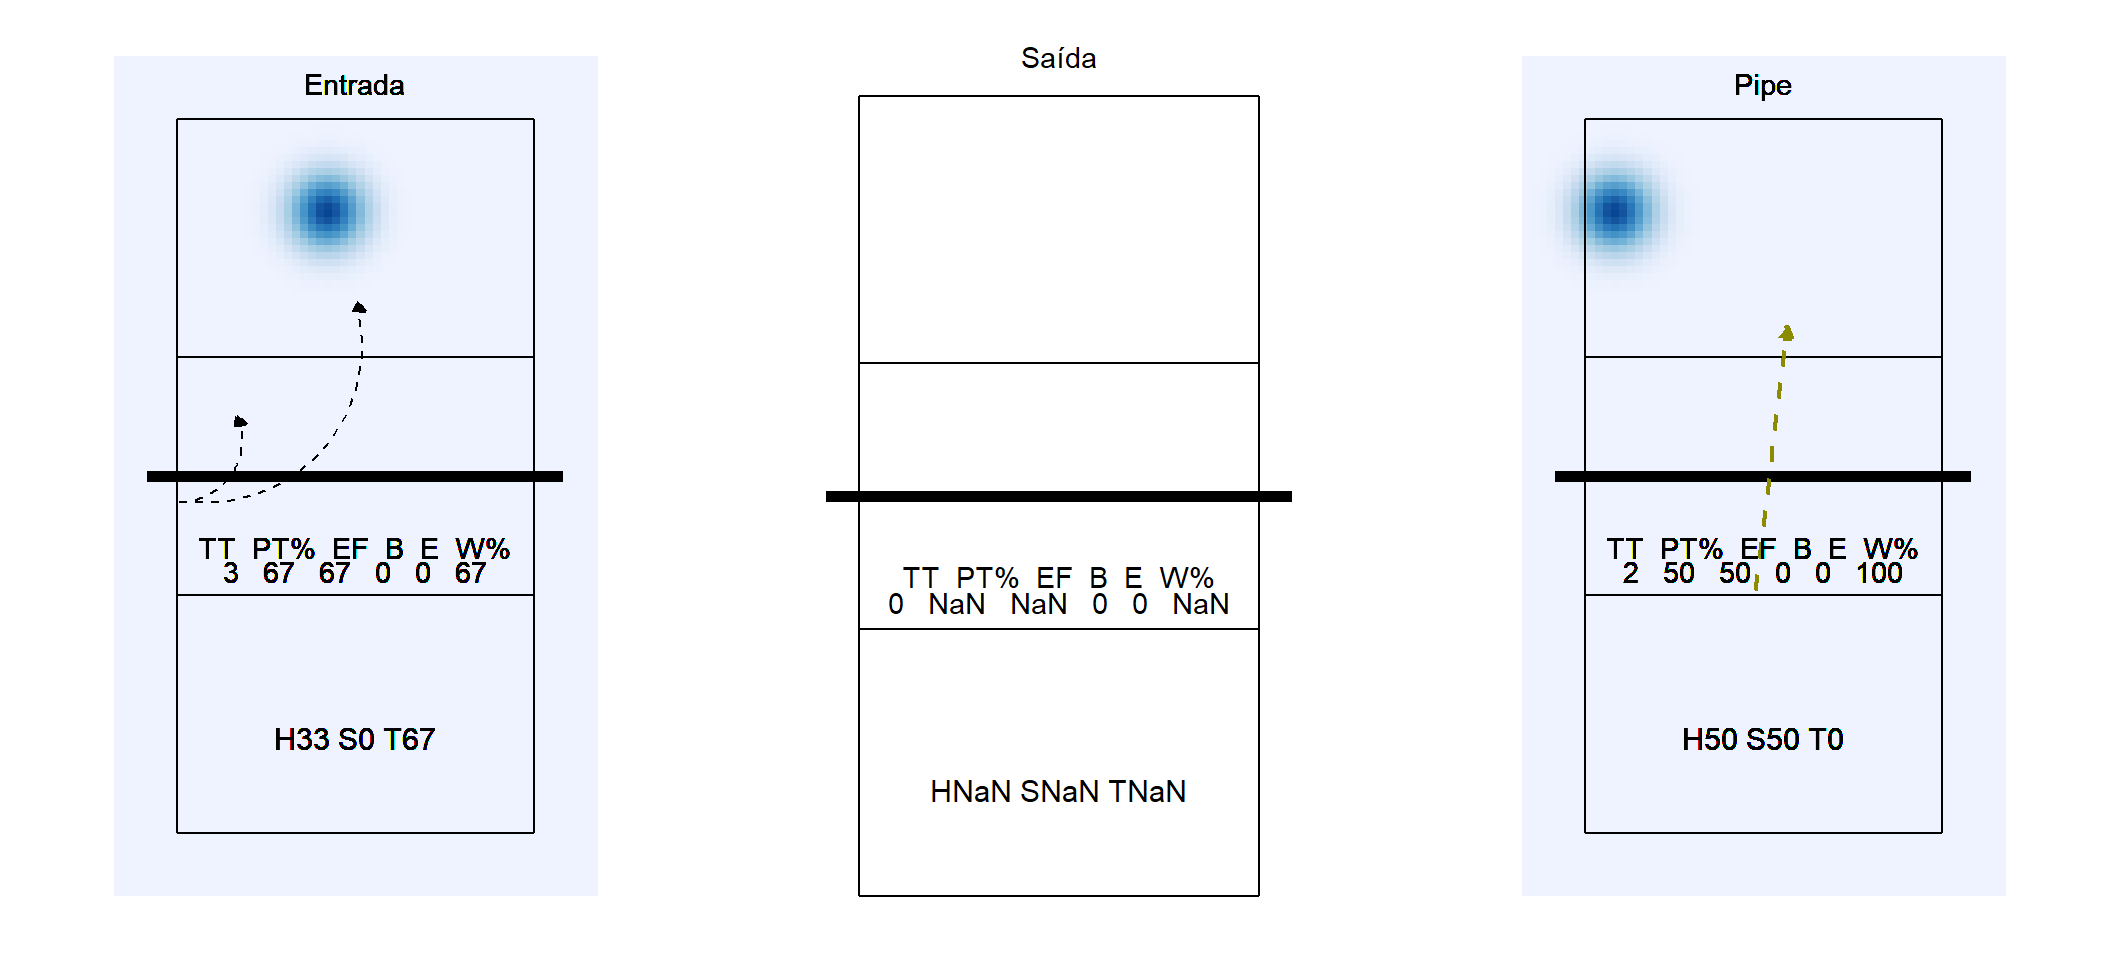 Entrada
TT PT% EF B E W%
3 67 67 0 0 67
H33 S0 T67
Saída
TT PT% EF B E W%
0 NaN NaN 0 0 NaN
HNaN SNaN TNaN
Pipe
TT PT% EF B E W%
2 50 50 0 0 100
H50 S50 T0